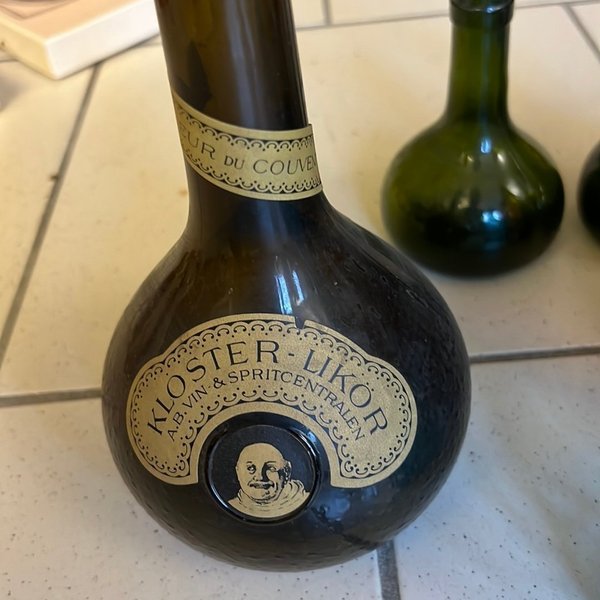 EUR DU COUVEN
KLOSTER-LIKÖR
A.B. VIN- & SPRITCENTRALEN